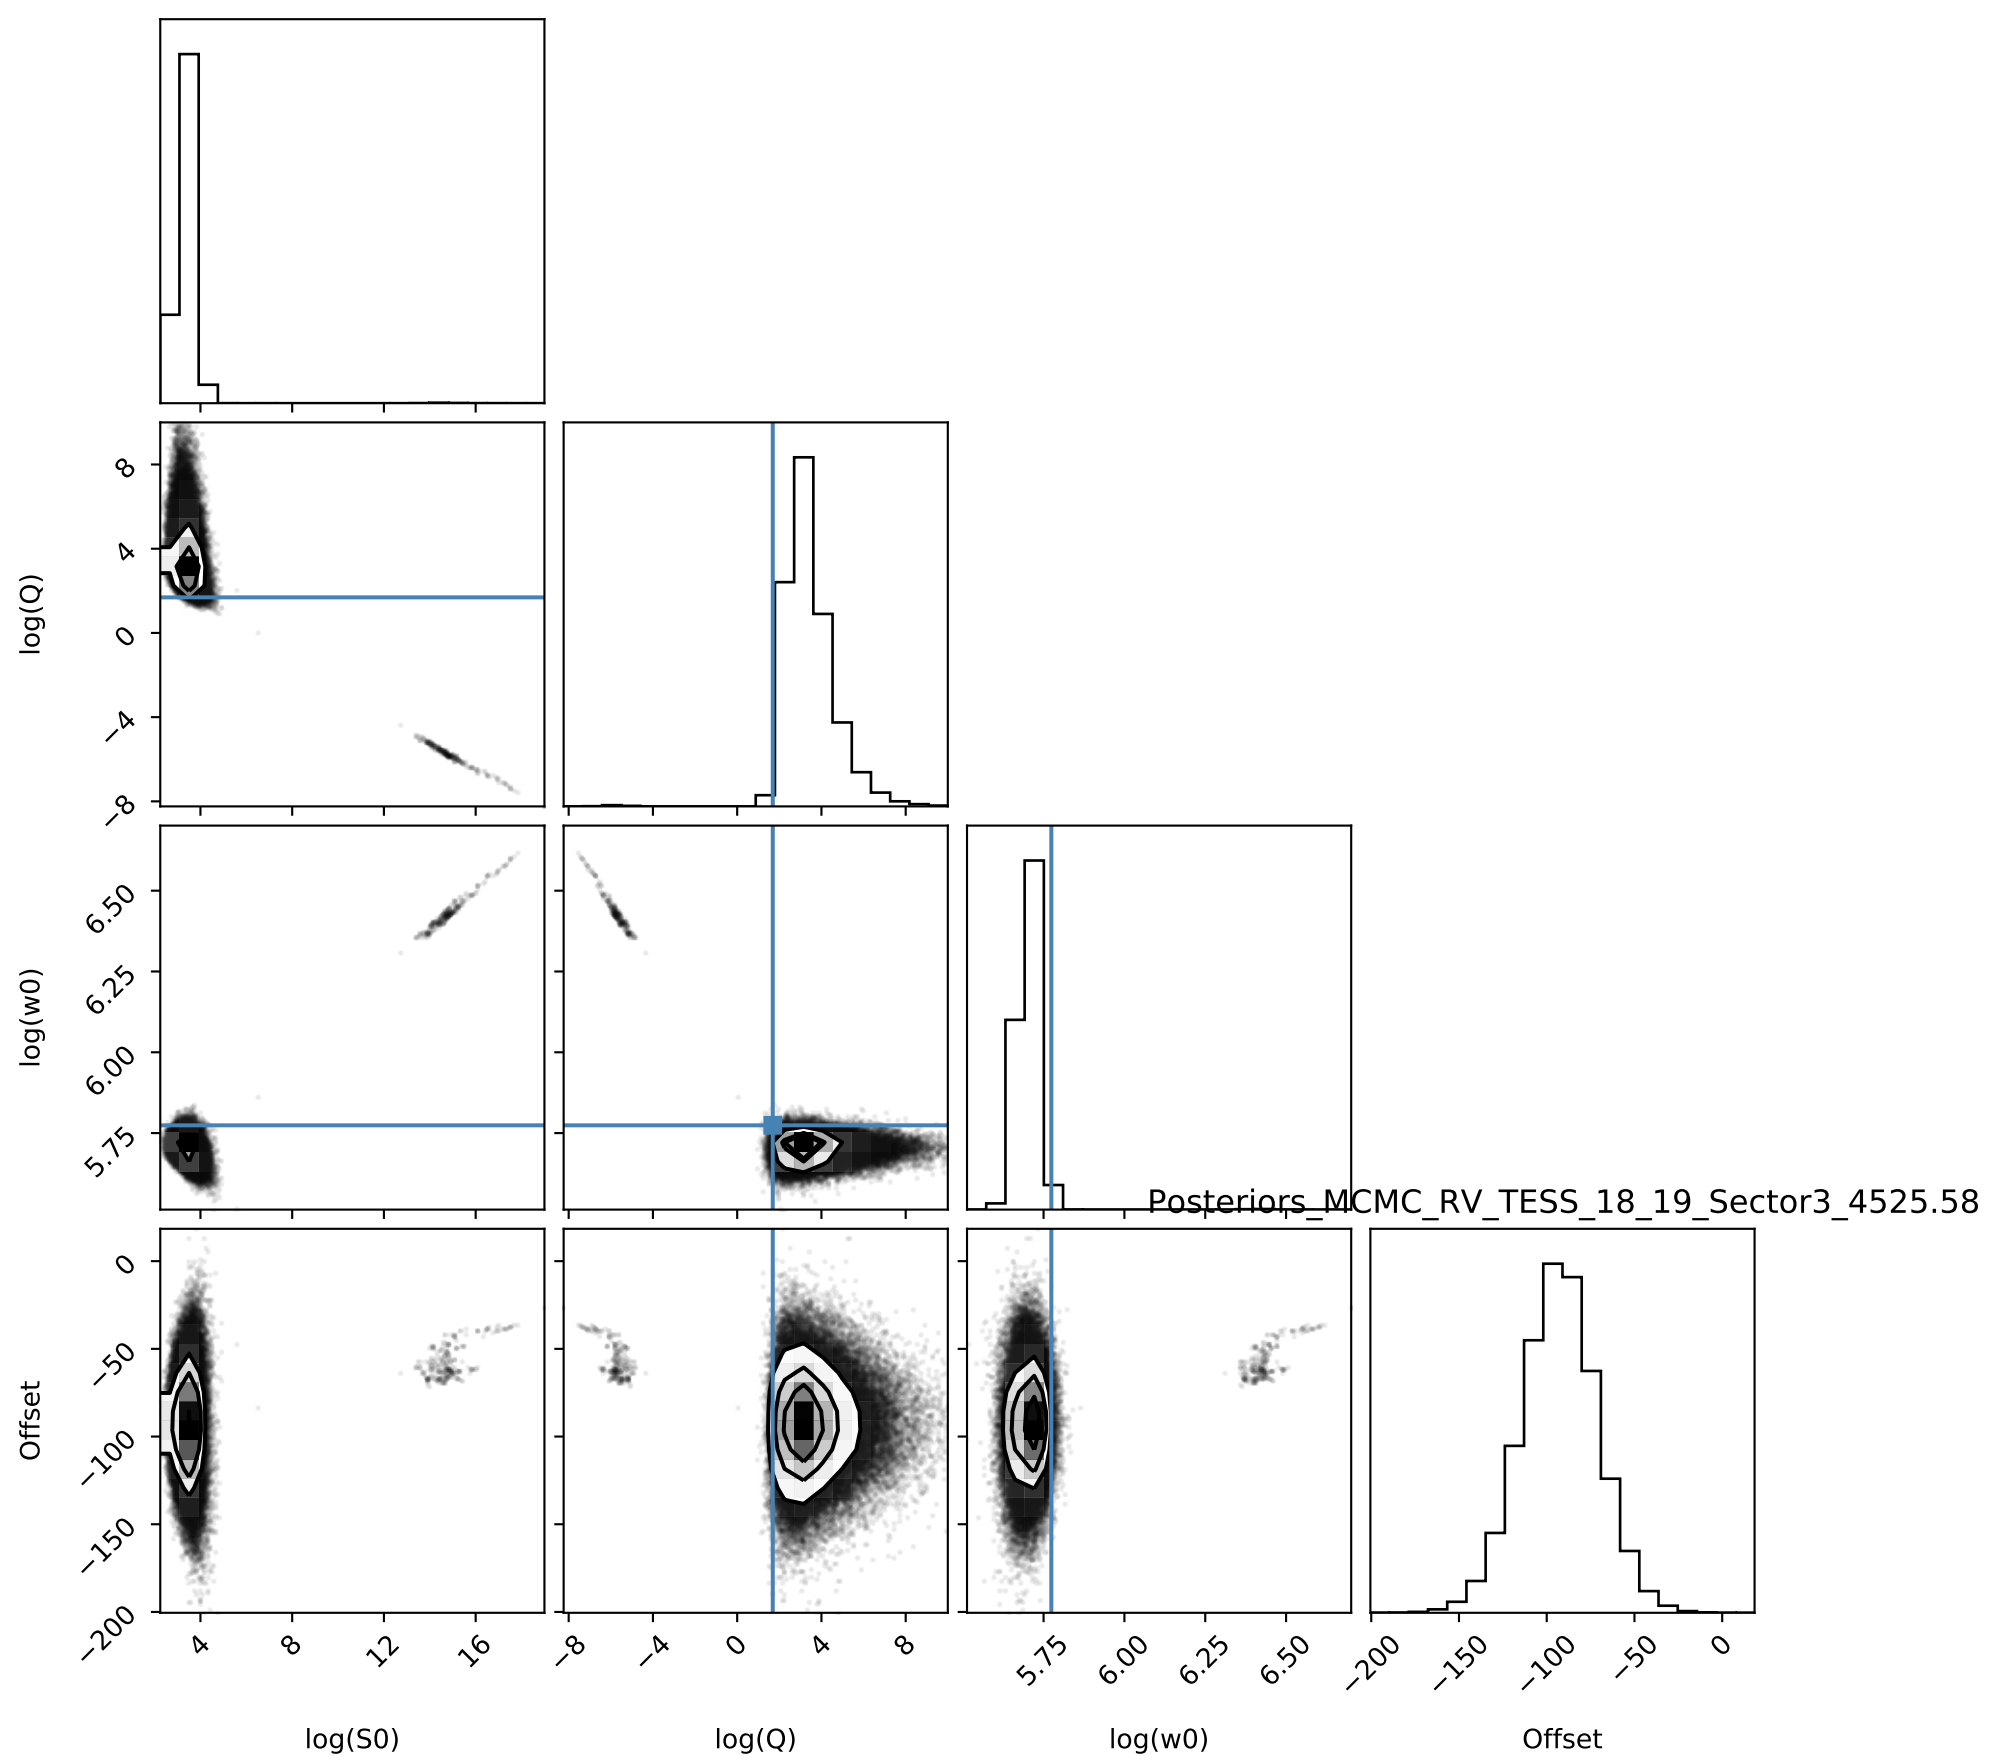 8
4
0
−4
−8
log(Q)
6.50
6.25
6.00
5.75
log(w0)
Posteriors_MCMC_RV_TESS_18_19_Sector3_4525.58
0
−50
−100
−150
−200
Offset
4 8 12 16
−8 −4 0 4 8
5.75 6.00 6.25 6.50
−200 −150 −100 −50 0
log(S0) log(Q) log(w0) Offset